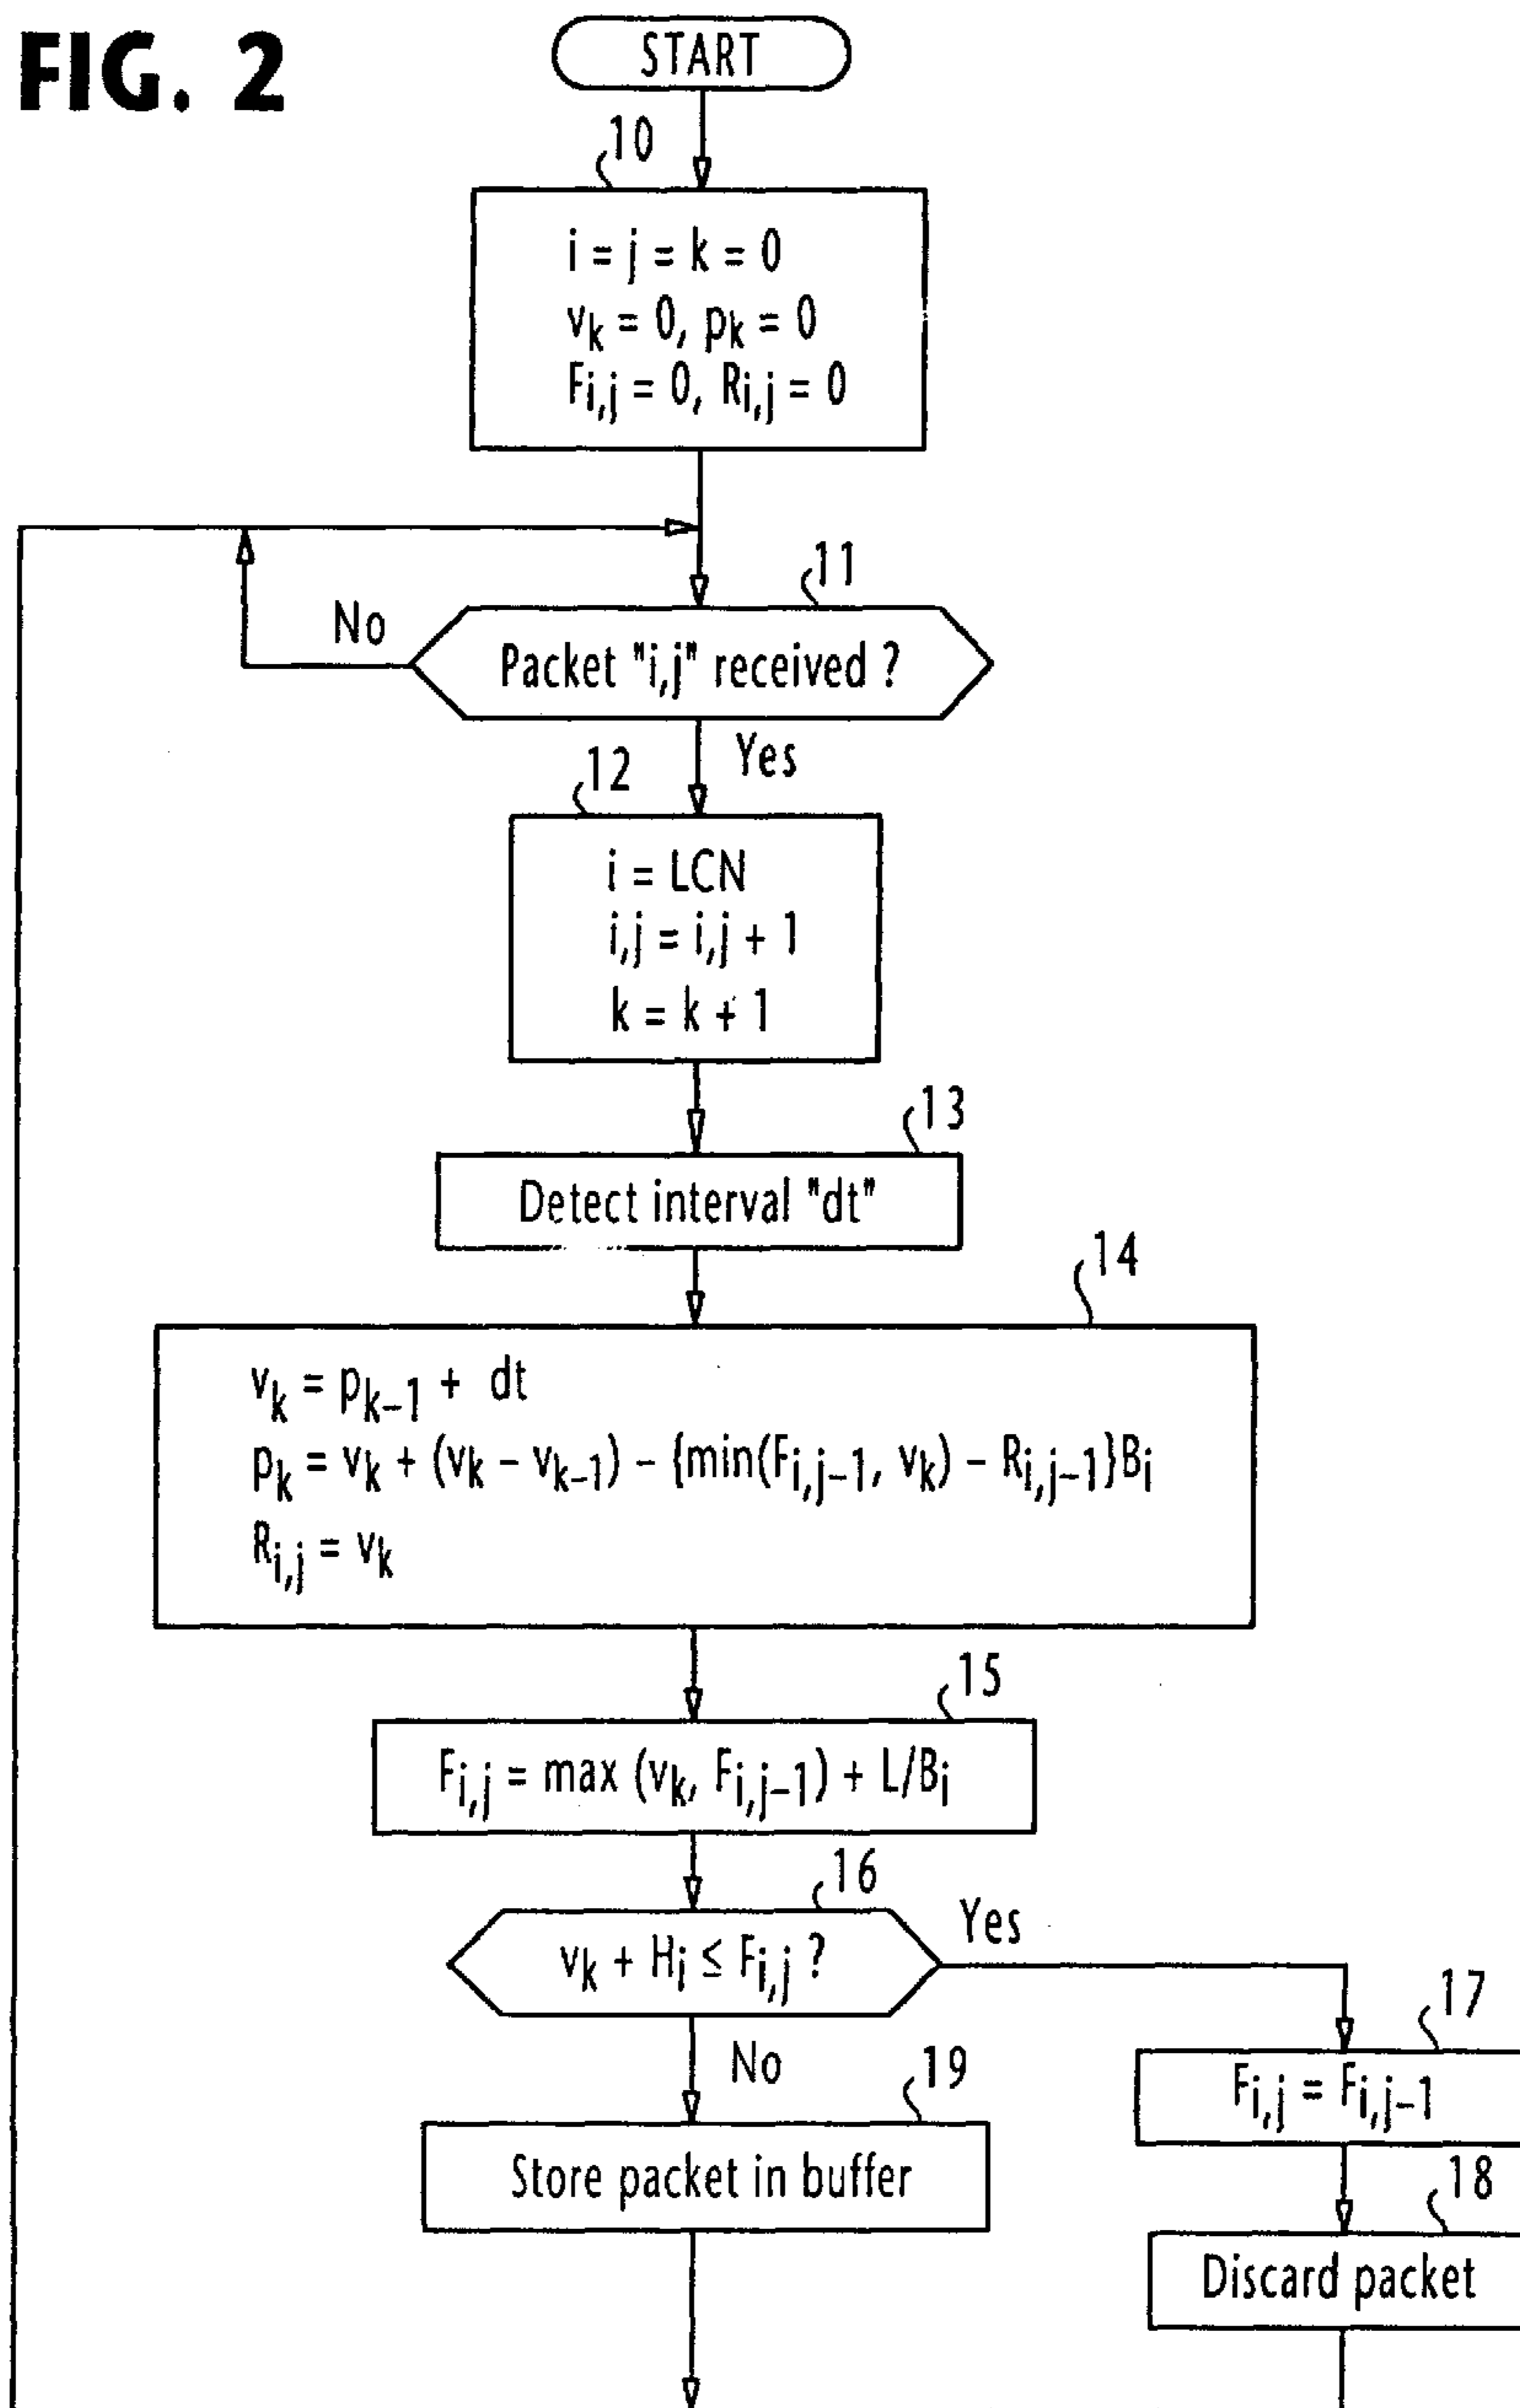 FIG. 2
START
10
i = j = k = 0
vk = 0, pk = 0
Fi,j = 0, Ri,j = 0
11
No
Packet "i,j" received ?
Yes
12
i = LCN
i,j = i,j + 1
k = k + 1
13
Detect interval "dt"
14
vk = pk–1 + dt
pk = vk + (vk – vk–1) – {min(Fi,j–1, vk) – Ri,j–1}Bi
Ri,j = vk
15
Fi,j = max (vk, Fi,j–1) + L/Bi
16
Yes
vk + Hi ≤ Fi,j ?
17
No
19
Fi,j = Fi,j–1
Store packet in buffer
18
Discard packet